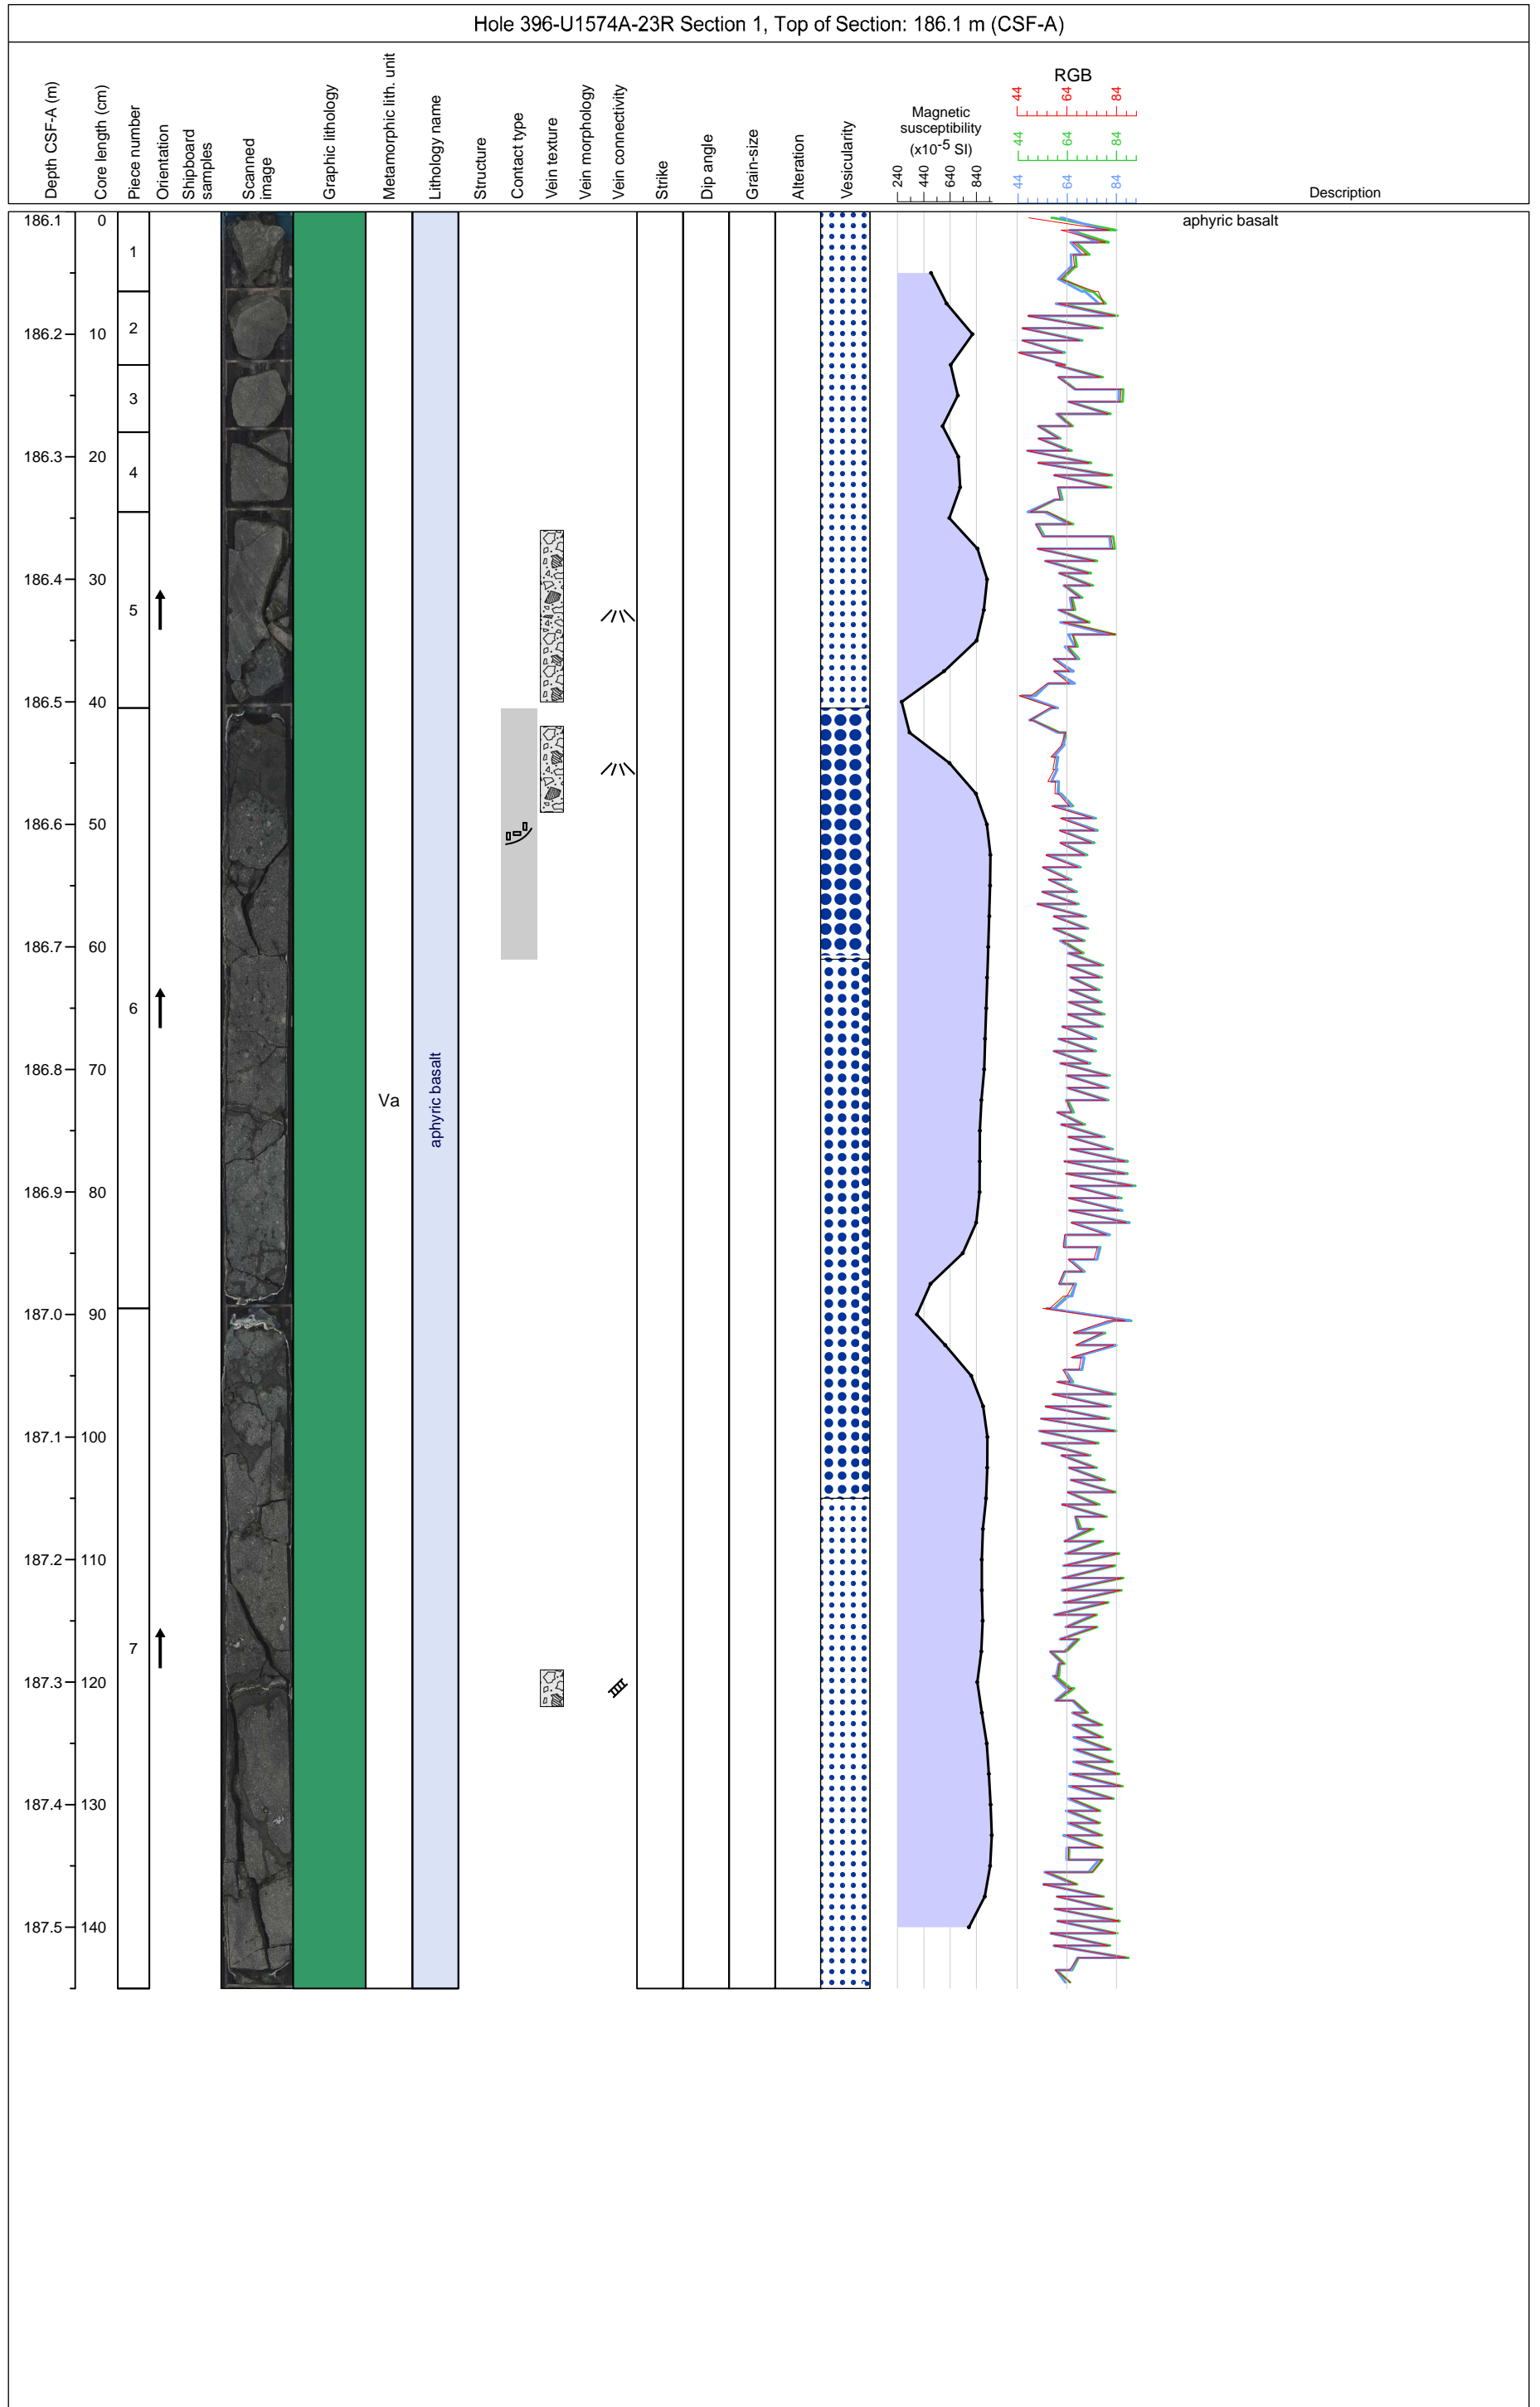 Hole 396-U1574A-23R Section 1, Top of Section: 186.1 m (CSF-A)
Depth CSF-A (m)
Core length (cm)
Piece number
Orientation
Shipboard
samples
Scanned
image
Graphic lithology
Metamorphic lith. unit
Lithology name
Structure
Contact type
Vein texture
Vein morphology
Vein connectivity
Strike
Dip angle
Grain-size
Alteration
Vesicularity
Magnetic
susceptibility
(x10-5 SI)
240 440 640 840
RGB
44 64 84
44 64 84
44 64 84
Description
186.1 0
aphyric basalt
1
2
186.2 10
3
186.3 20
4
186.4 30
5
186.5 40
186.6 50
186.7 60
6
186.8 70
Va
aphyric basalt
186.9 80
187.0 90
187.1 100
187.2 110
7
187.3 120
187.4 130
187.5 140